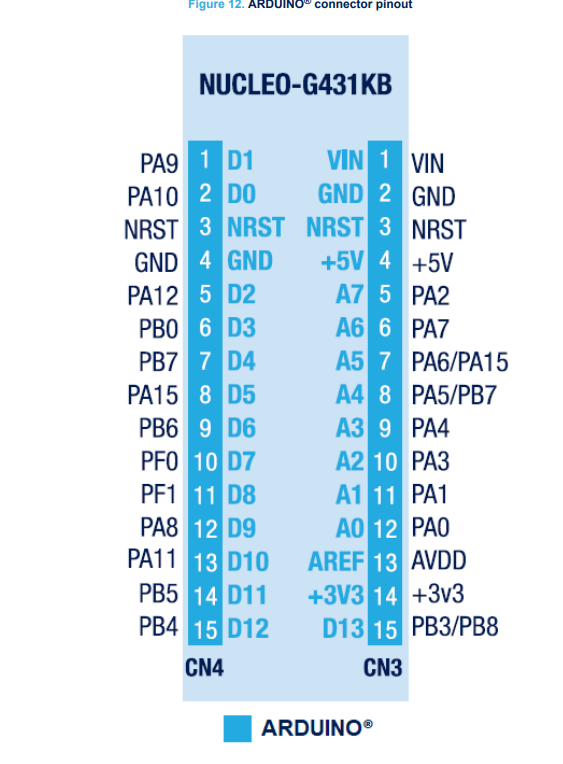 Figure 12. ARDUINO® connector pinout
NUCLEO-G431KB
PA9 1 D1 VIN 1 VIN
PA10 2 D0 GND 2 GND
NRST 3 NRST NRST 3 NRST
GND 4 GND +5V 4 +5V
PA12 5 D2 A7 5 PA2
PB0 6 D3 A6 6 PA7
PB7 7 D4 A5 7 PA6/PA15
PA15 8 D5 A4 8 PA5/PB7
PB6 9 D6 A3 9 PA4
PF0 10 D7 A2 10 PA3
PF1 11 D8 A1 11 PA1
PA8 12 D9 A0 12 PA0
PA11 13 D10 AREF 13 AVDD
PB5 14 D11 +3V3 14 +3v3
PB4 15 D12 D13 15 PB3/PB8
CN4 CN3
ARDUINO®